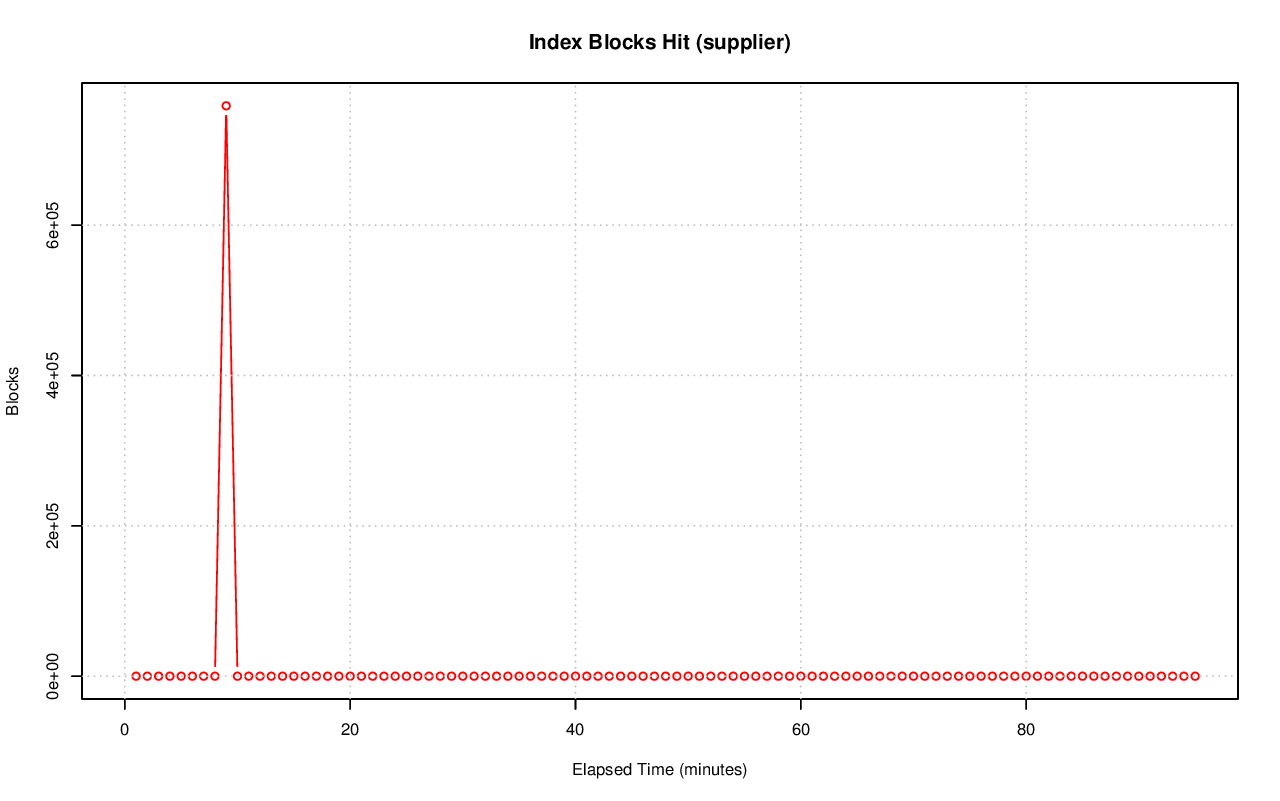 Index Blocks Hit (supplier)
6e+05
4e+05
2e+05
0e+00
Blocks
0 20 40 60 80
Elapsed Time (minutes)